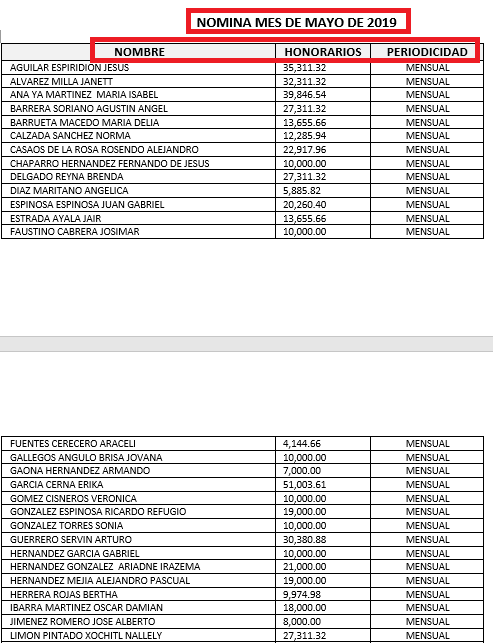 NOMINA MES DE MAYO DE 2019
NOMBRE HONORARIOS PERIODICIDAD
AGUILAR ESPIRIDIÓN JESUS 35,311.32 MENSUAL
ALVAREZ MILLA JANETT 32,311.32 MENSUAL
ANA YA MARTINEZ MARIA ISABEL 39,846.54 MENSUAL
BARRERA SORIANO AGUSTIN ANGEL 27,311.32 MENSUAL
BARRUETA MACEDO MARIA DELIA 13,655.66 MENSUAL
CALZADA SANCHEZ NORMA 12,285.94 MENSUAL
CASAOS DE LA ROSA ROSENDO ALEJANDRO 22,917.96 MENSUAL
CHAPARRO HERNANDEZ FERNANDO DE JESUS 10,000.00 MENSUAL
DELGADO REYNA BRENDA 27,311.32 MENSUAL
DIAZ MARITANO ANGELICA 5,885.82 MENSUAL
ESPINOSA ESPINOSA JUAN GABRIEL 20,260.40 MENSUAL
ESTRADA AYALA JAIR 13,655.66 MENSUAL
FAUSTINO CABRERA JOSIMAR 10,000.00 MENSUAL
FUENTES CERECERO ARACELI 4,144.66 MENSUAL
GALLEGOS ANGULO BRISA JOVANA 10,000.00 MENSUAL
GAONA HERNANDEZ ARMANDO 7,000.00 MENSUAL
GARCIA CERNA ERIKA 51,003.61 MENSUAL
GOMEZ CISNEROS VERONICA 10,000.00 MENSUAL
GONZALEZ ESPINOSA RICARDO REFUGIO 19,000.00 MENSUAL
GONZALEZ TORRES SONIA 10,000.00 MENSUAL
GUERRERO SERVIN ARTURO 30,380.88 MENSUAL
HERNANDEZ GARCIA GABRIEL 10,000.00 MENSUAL
HERNANDEZ GONZALEZ ARIADNE IRAZEMA 21,000.00 MENSUAL
HERNANDEZ MEJIA ALEJANDRO PASCUAL 19,000.00 MENSUAL
HERRERA ROJAS BERTHA 9,974.98 MENSUAL
IBARRA MARTINEZ OSCAR DAMIAN 18,000.00 MENSUAL
JIMENEZ ROMERO JOSE ALBERTO 8,000.00 MENSUAL
LIMON PINTADO XOCHITL NALLELY 27,311.32 MENSUAL